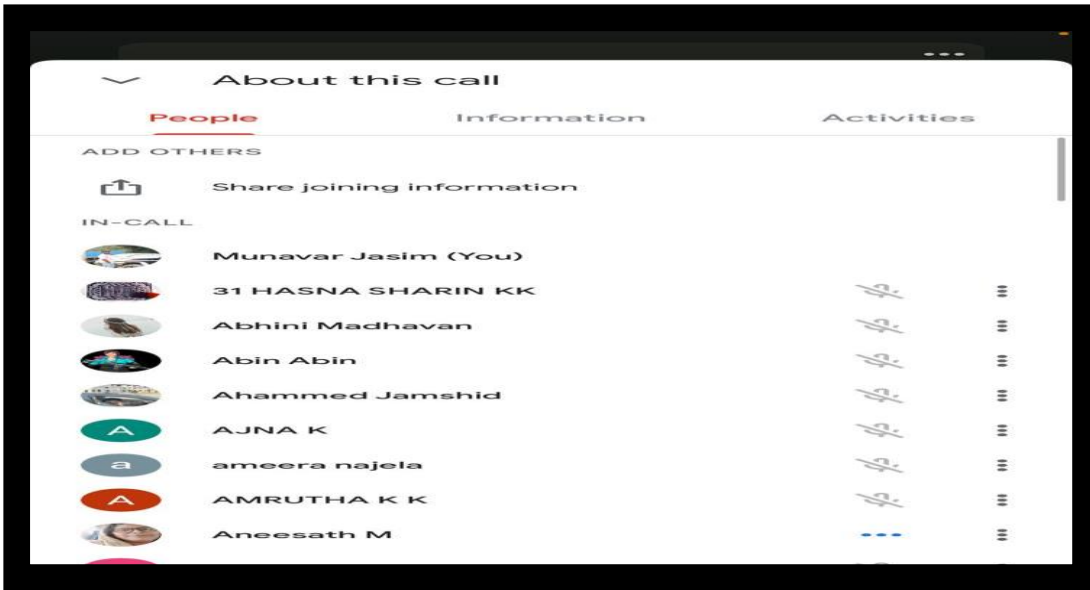 About this call
People Information Activities
ADD OTHERS
Share joining information
IN-CALL
Munavar Jasim (You)
31 HASNA SHARIN KK
Abhini Madhavan
Abin Abin
Ahammed Jamshid
A AJNA K
a ameera najela
A AMRUTHA K K
Aneesath M